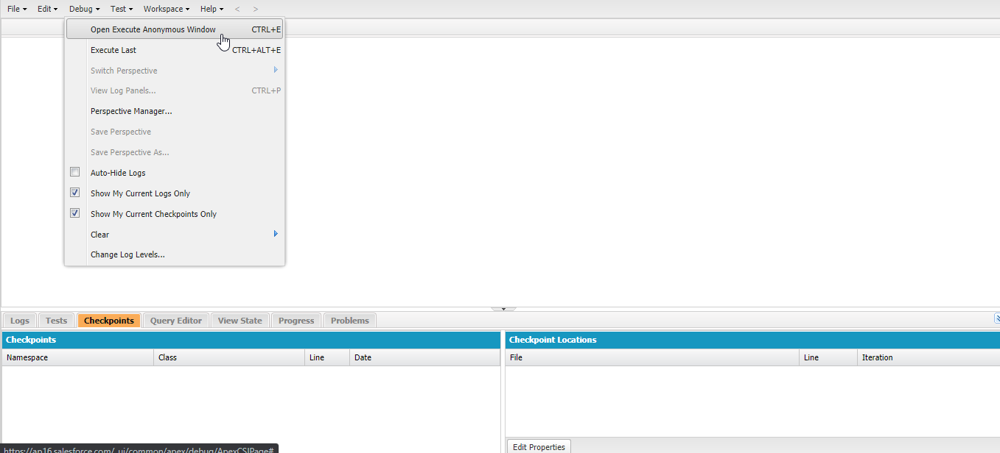 File Edit Debug Test Workspace Help < >
Open Execute Anonymous Window CTRL+E
Execute Last CTRL+ALT+E
Switch Perspective
View Log Panels... CTRL+P
Perspective Manager...
Save Perspective
Save Perspective As...
Auto-Hide Logs
Show My Current Logs Only
Show My Current Checkpoints Only
Clear
Change Log Levels...
Logs Tests Checkpoints Query Editor View State Progress Problems
Checkpoints Checkpoint Locations
Namespace Class Line Date File Line Iteration
Edit Properties
https://ap16.salesforce.com/_ui/common/apex/debug/ApexCSIPage#